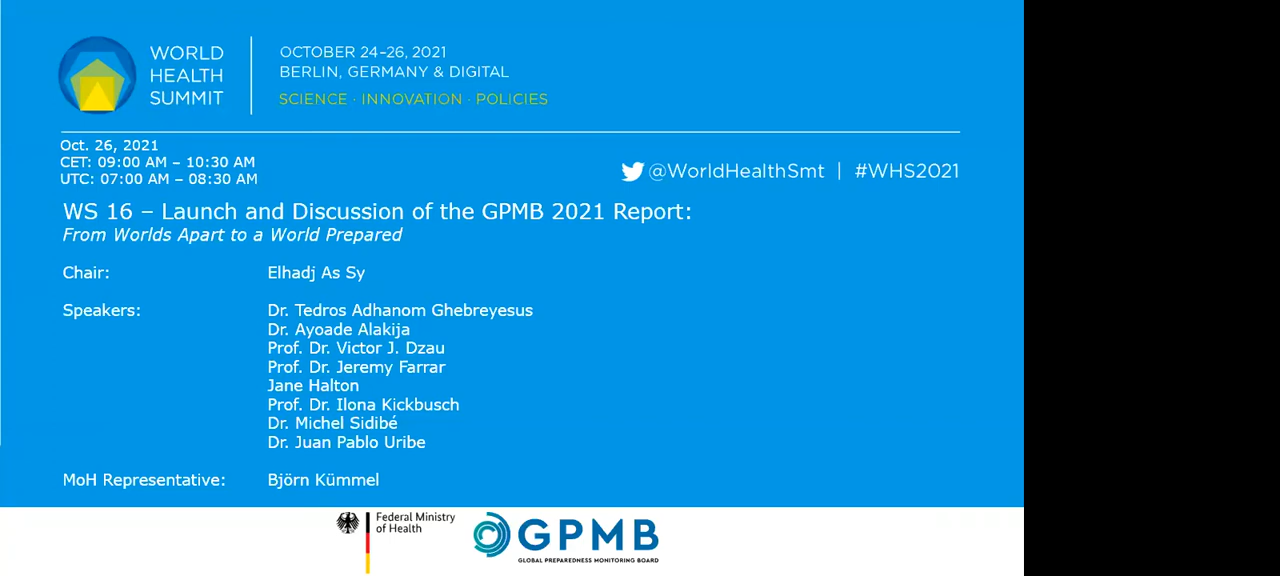 WORLD
HEALTH
SUMMIT
OCTOBER 24–26, 2021
BERLIN, GERMANY & DIGITAL
SCIENCE · INNOVATION · POLICIES
Oct. 26, 2021
CET: 09:00 AM – 10:30 AM
UTC: 07:00 AM – 08:30 AM
@WorldHealthSmt | #WHS2021
WS 16 – Launch and Discussion of the GPMB 2021 Report:
From Worlds Apart to a World Prepared
Chair: Elhadj As Sy
Speakers: Dr. Tedros Adhanom Ghebreyesus
Dr. Ayoade Alakija
Prof. Dr. Victor J. Dzau
Prof. Dr. Jeremy Farrar
Jane Halton
Prof. Dr. Ilona Kickbusch
Dr. Michel Sidibé
Dr. Juan Pablo Uribe
MoH Representative: Björn Kümmel
Federal Ministry
of Health
GPMB
GLOBAL PREPAREDNESS MONITORING BOARD